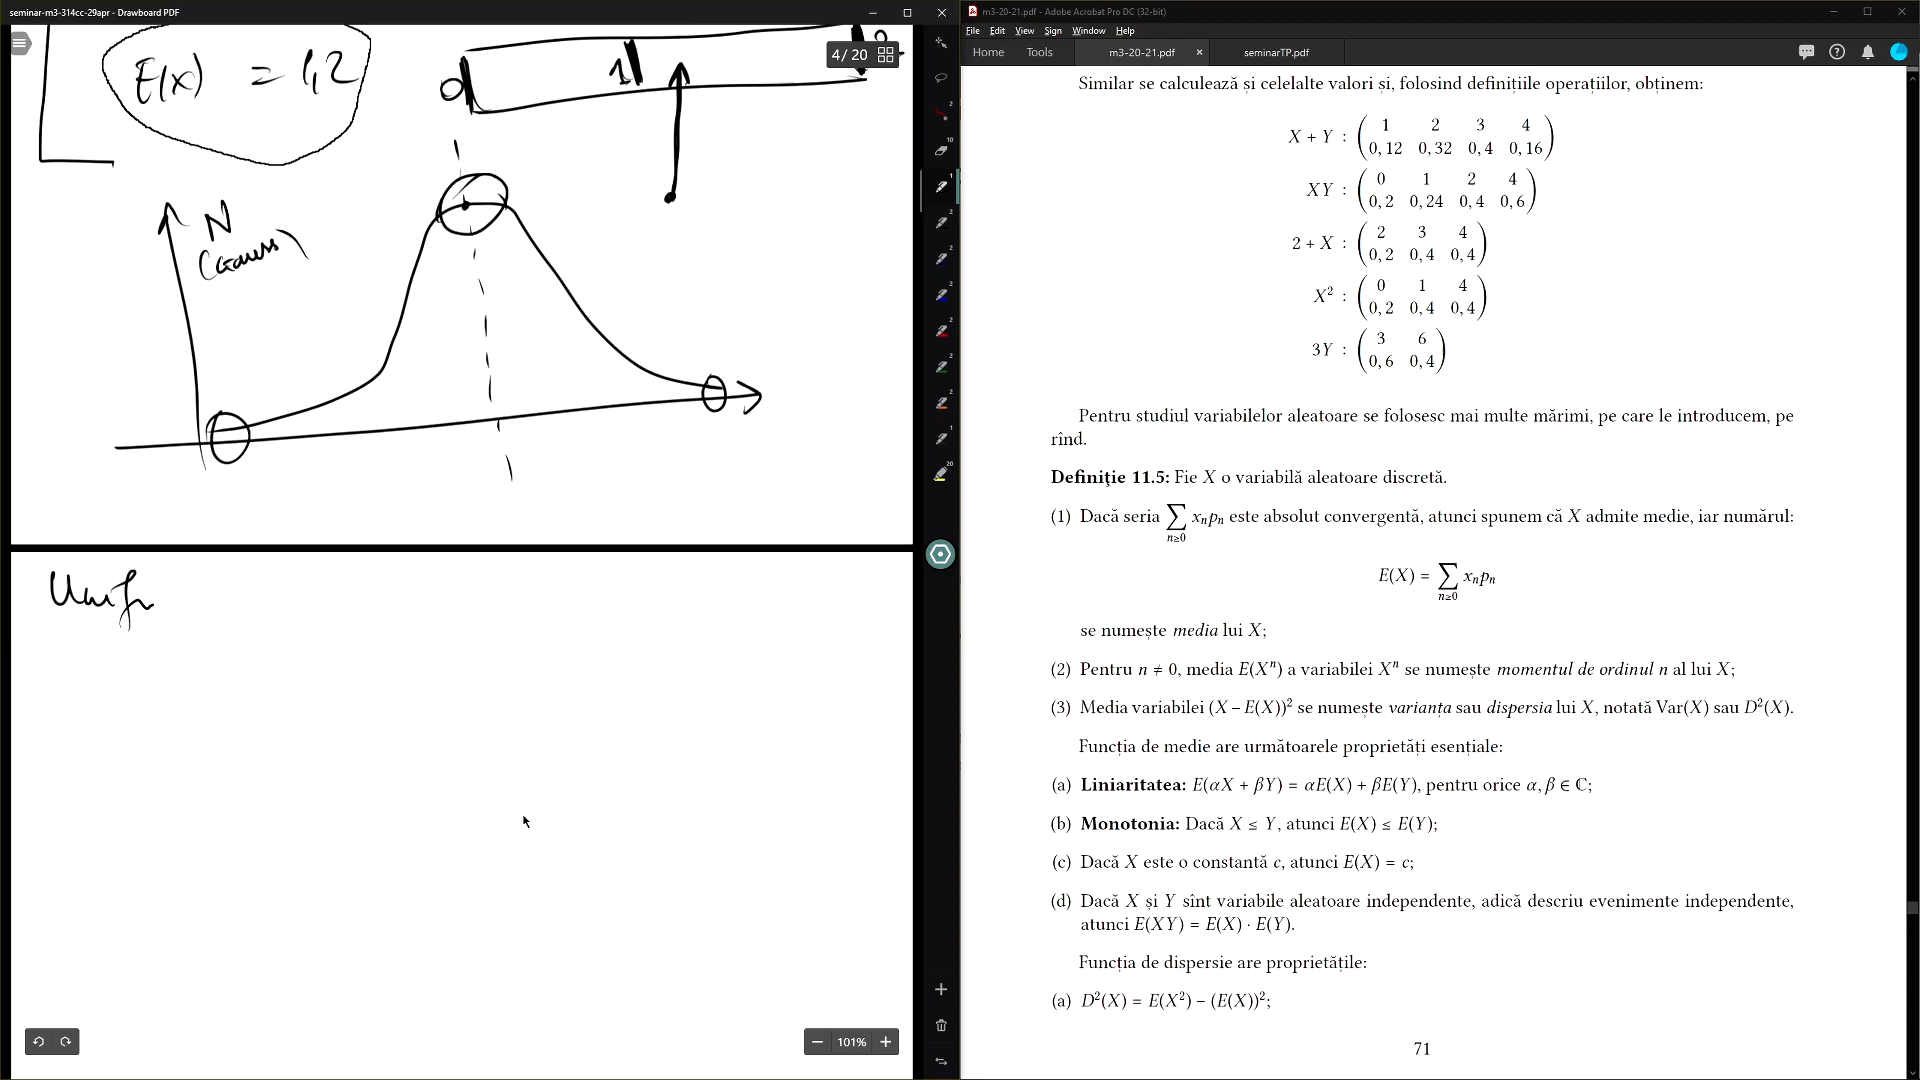 seminar-m3-314cc-29apr - Drawboard PDF
E(x) = 1,2
0
1
4 / 20
N
(Gauss)
Unif
101%
m3-20-21.pdf - Adobe Acrobat Pro DC (32-bit)
File Edit View Sign Window Help
Home Tools m3-20-21.pdf × seminarTP.pdf
Similar se calculează și celelalte valori și, folosind definițiile operațiilor, obținem:
X + Y : ( 1 2 3 4
0,12 0,32 0,4 0,16 )
XY : ( 0 1 2 4
0,2 0,24 0,4 0,6 )
2 + X : ( 2 3 4
0,2 0,4 0,4 )
X² : ( 0 1 4
0,2 0,4 0,4 )
3Y : ( 3 6
0,6 0,4 )
Pentru studiul variabilelor aleatoare se folosesc mai multe mărimi, pe care le introducem, pe
rînd.
Definiție 11.5: Fie X o variabilă aleatoare discretă.
(1) Dacă seria ∑ xₙpₙ este absolut convergentă, atunci spunem că X admite medie, iar numărul:
n≥0
E(X) = ∑ xₙpₙ
n≥0
se numește media lui X;
(2) Pentru n ≠ 0, media E(Xⁿ) a variabilei Xⁿ se numește momentul de ordinul n al lui X;
(3) Media variabilei (X – E(X))² se numește varianța sau dispersia lui X, notată Var(X) sau D²(X).
Funcția de medie are următoarele proprietăți esențiale:
(a) Liniaritatea: E(αX + βY) = αE(X) + βE(Y), pentru orice α, β ∈ ℂ;
(b) Monotonia: Dacă X ≤ Y, atunci E(X) ≤ E(Y);
(c) Dacă X este o constantă c, atunci E(X) = c;
(d) Dacă X și Y sînt variabile aleatoare independente, adică descriu evenimente independente,
atunci E(XY) = E(X) · E(Y).
Funcția de dispersie are proprietățile:
(a) D²(X) = E(X²) – (E(X))²;
71